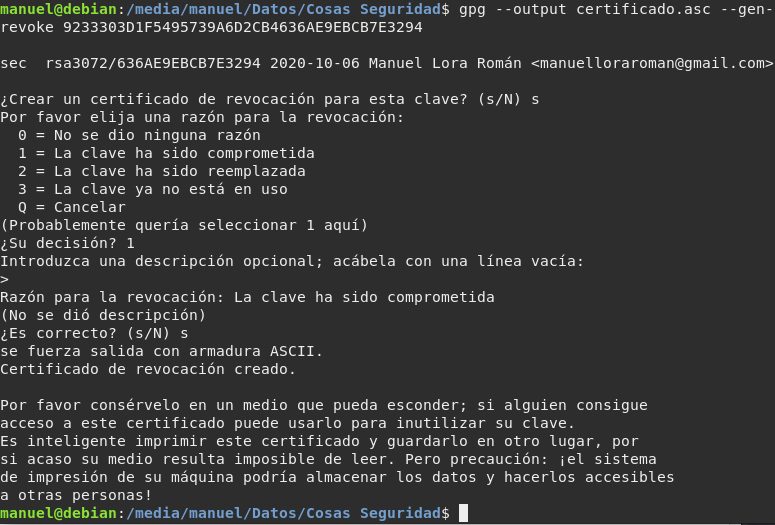 manuel@debian:/media/manuel/Datos/Cosas Seguridad$ gpg --output certificado.asc --gen-
revoke 9233303D1F5495739A6D2CB4636AE9EBCB7E3294
sec  rsa3072/636AE9EBCB7E3294 2020-10-06 Manuel Lora Román <manuelloraroman@gmail.com>
¿Crear un certificado de revocación para esta clave? (s/N) s
Por favor elija una razón para la revocación:
  0 = No se dio ninguna razón
  1 = La clave ha sido comprometida
  2 = La clave ha sido reemplazada
  3 = La clave ya no está en uso
  Q = Cancelar
(Probablemente quería seleccionar 1 aquí)
¿Su decisión? 1
Introduzca una descripción opcional; acábela con una línea vacía:
>
Razón para la revocación: La clave ha sido comprometida
(No se dió descripción)
¿Es correcto? (s/N) s
se fuerza salida con armadura ASCII.
Certificado de revocación creado.
Por favor consérvelo en un medio que pueda esconder; si alguien consigue
acceso a este certificado puede usarlo para inutilizar su clave.
Es inteligente imprimir este certificado y guardarlo en otro lugar, por
si acaso su medio resulta imposible de leer. Pero precaución: ¡el sistema
de impresión de su máquina podría almacenar los datos y hacerlos accesibles
a otras personas!
manuel@debian:/media/manuel/Datos/Cosas Seguridad$